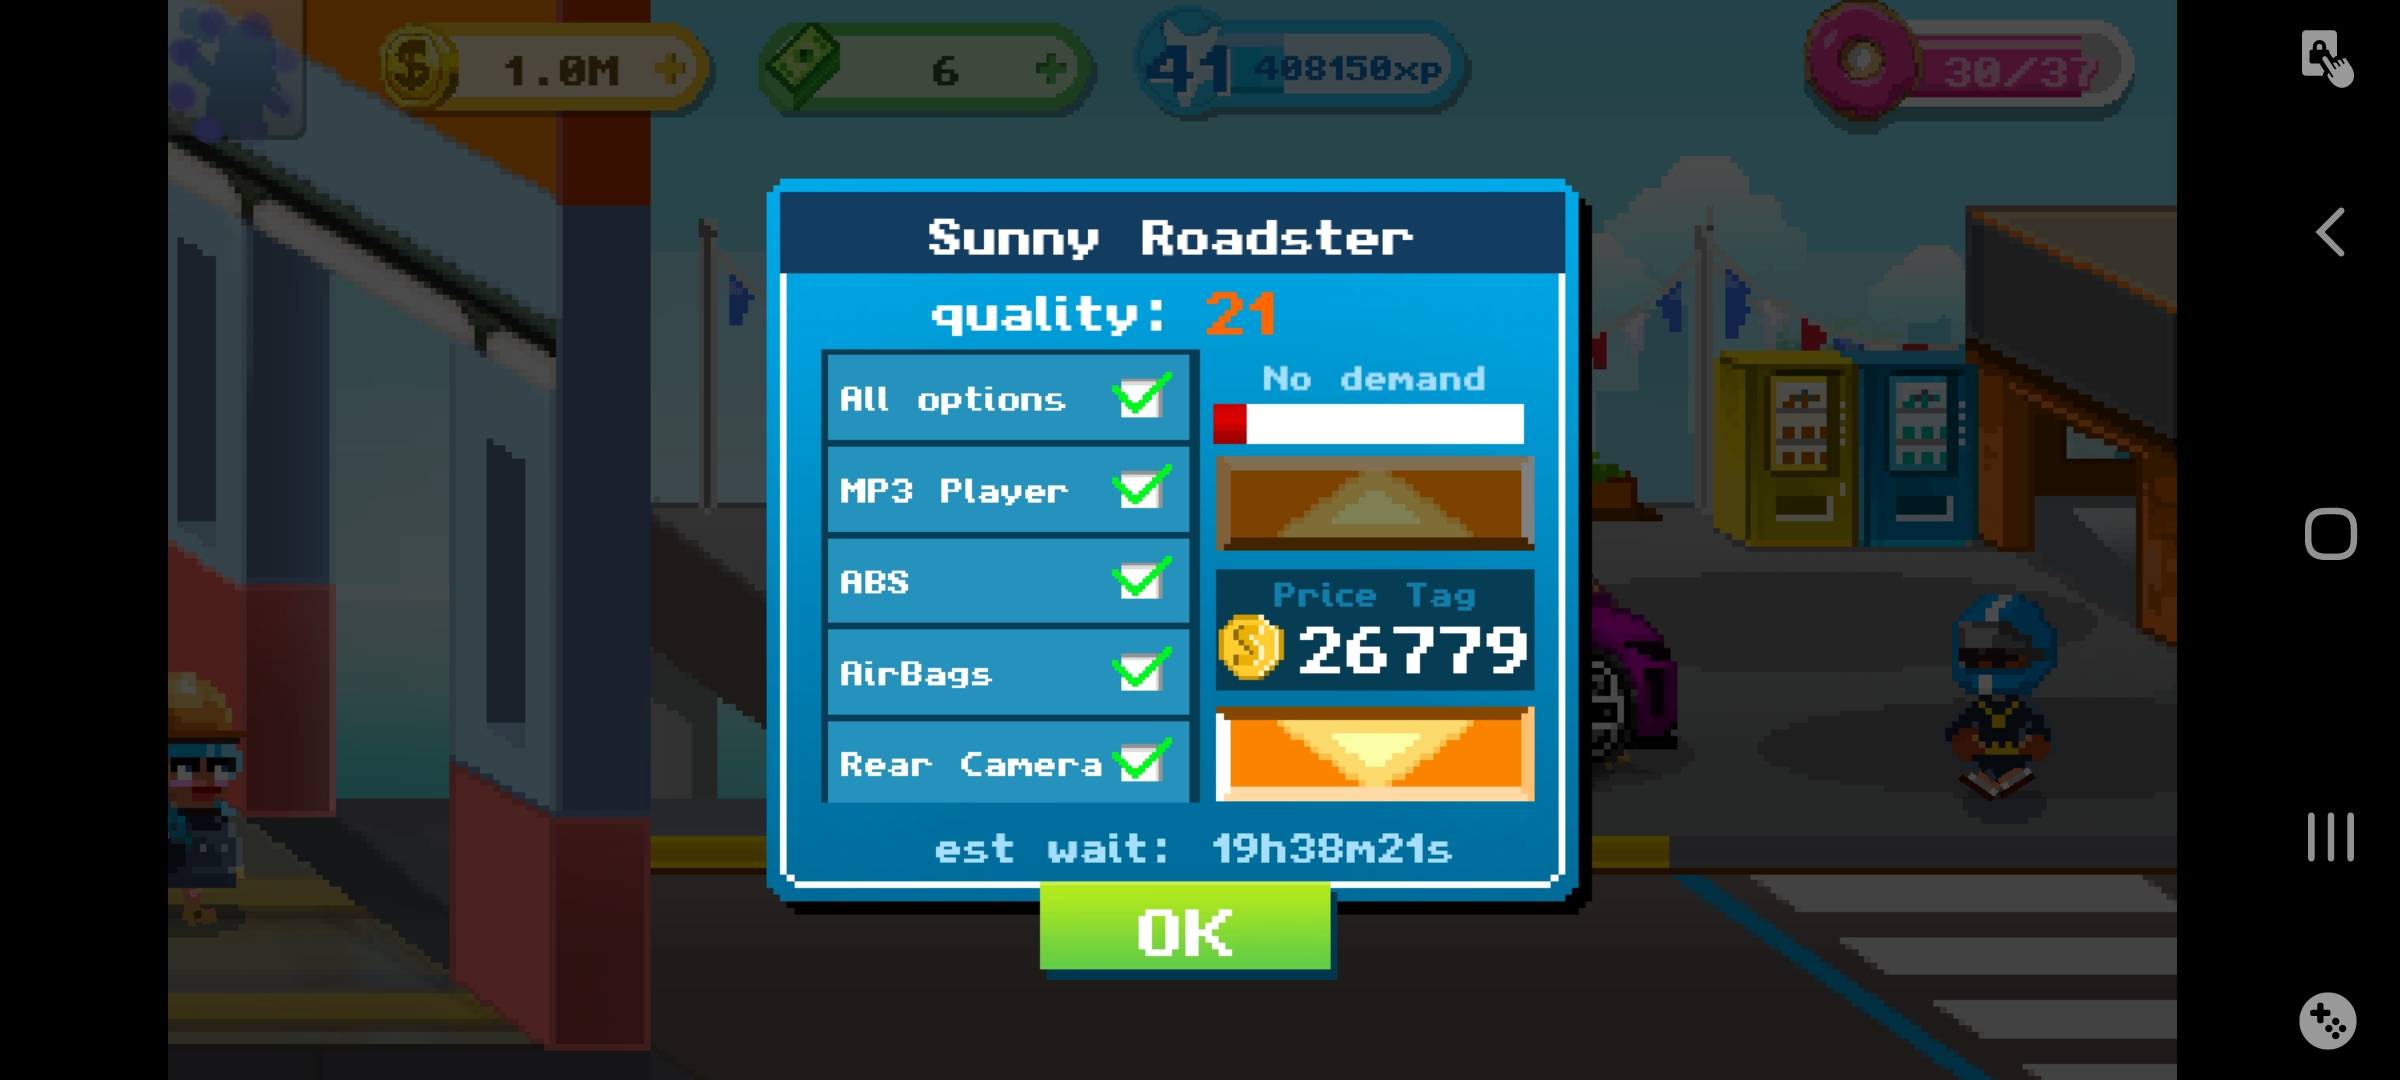 1.0M
6
41 408150xp
30/37
Sunny Roadster
quality: 21
All options
MP3 Player
ABS
AirBags
Rear Camera
No demand
Price Tag
26779
est wait: 19h38m21s
OK